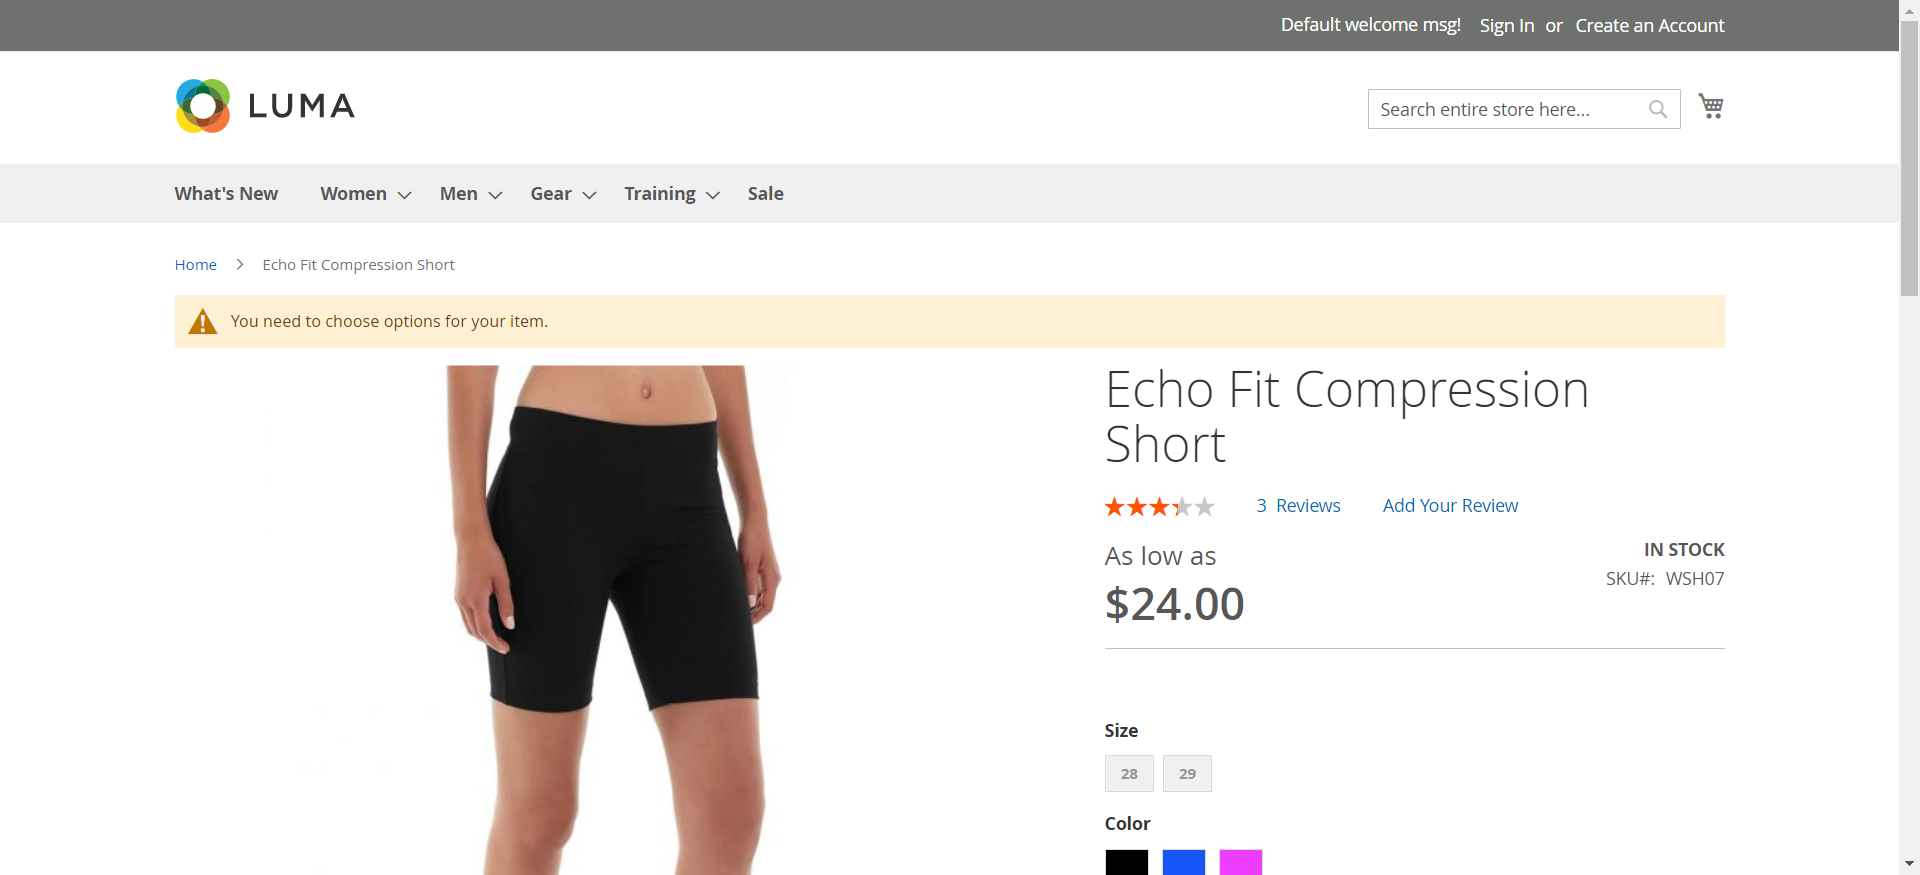 Default welcome msg! Sign In or Create an Account
LUMA
Search entire store here...
What's New Women Men Gear Training Sale
Home Echo Fit Compression Short
You need to choose options for your item.
Echo Fit Compression
Short
3 Reviews Add Your Review
As low as
$24.00
IN STOCK
SKU#: WSH07
Size
28 29
Color